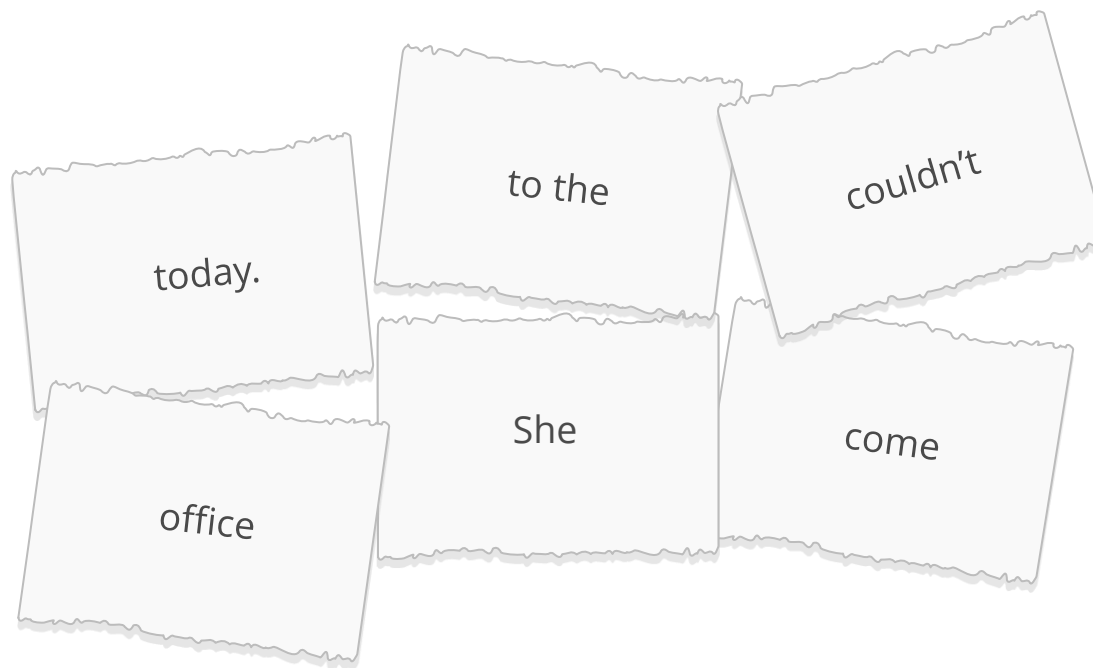 to the
couldn’t
today.
She
come
office